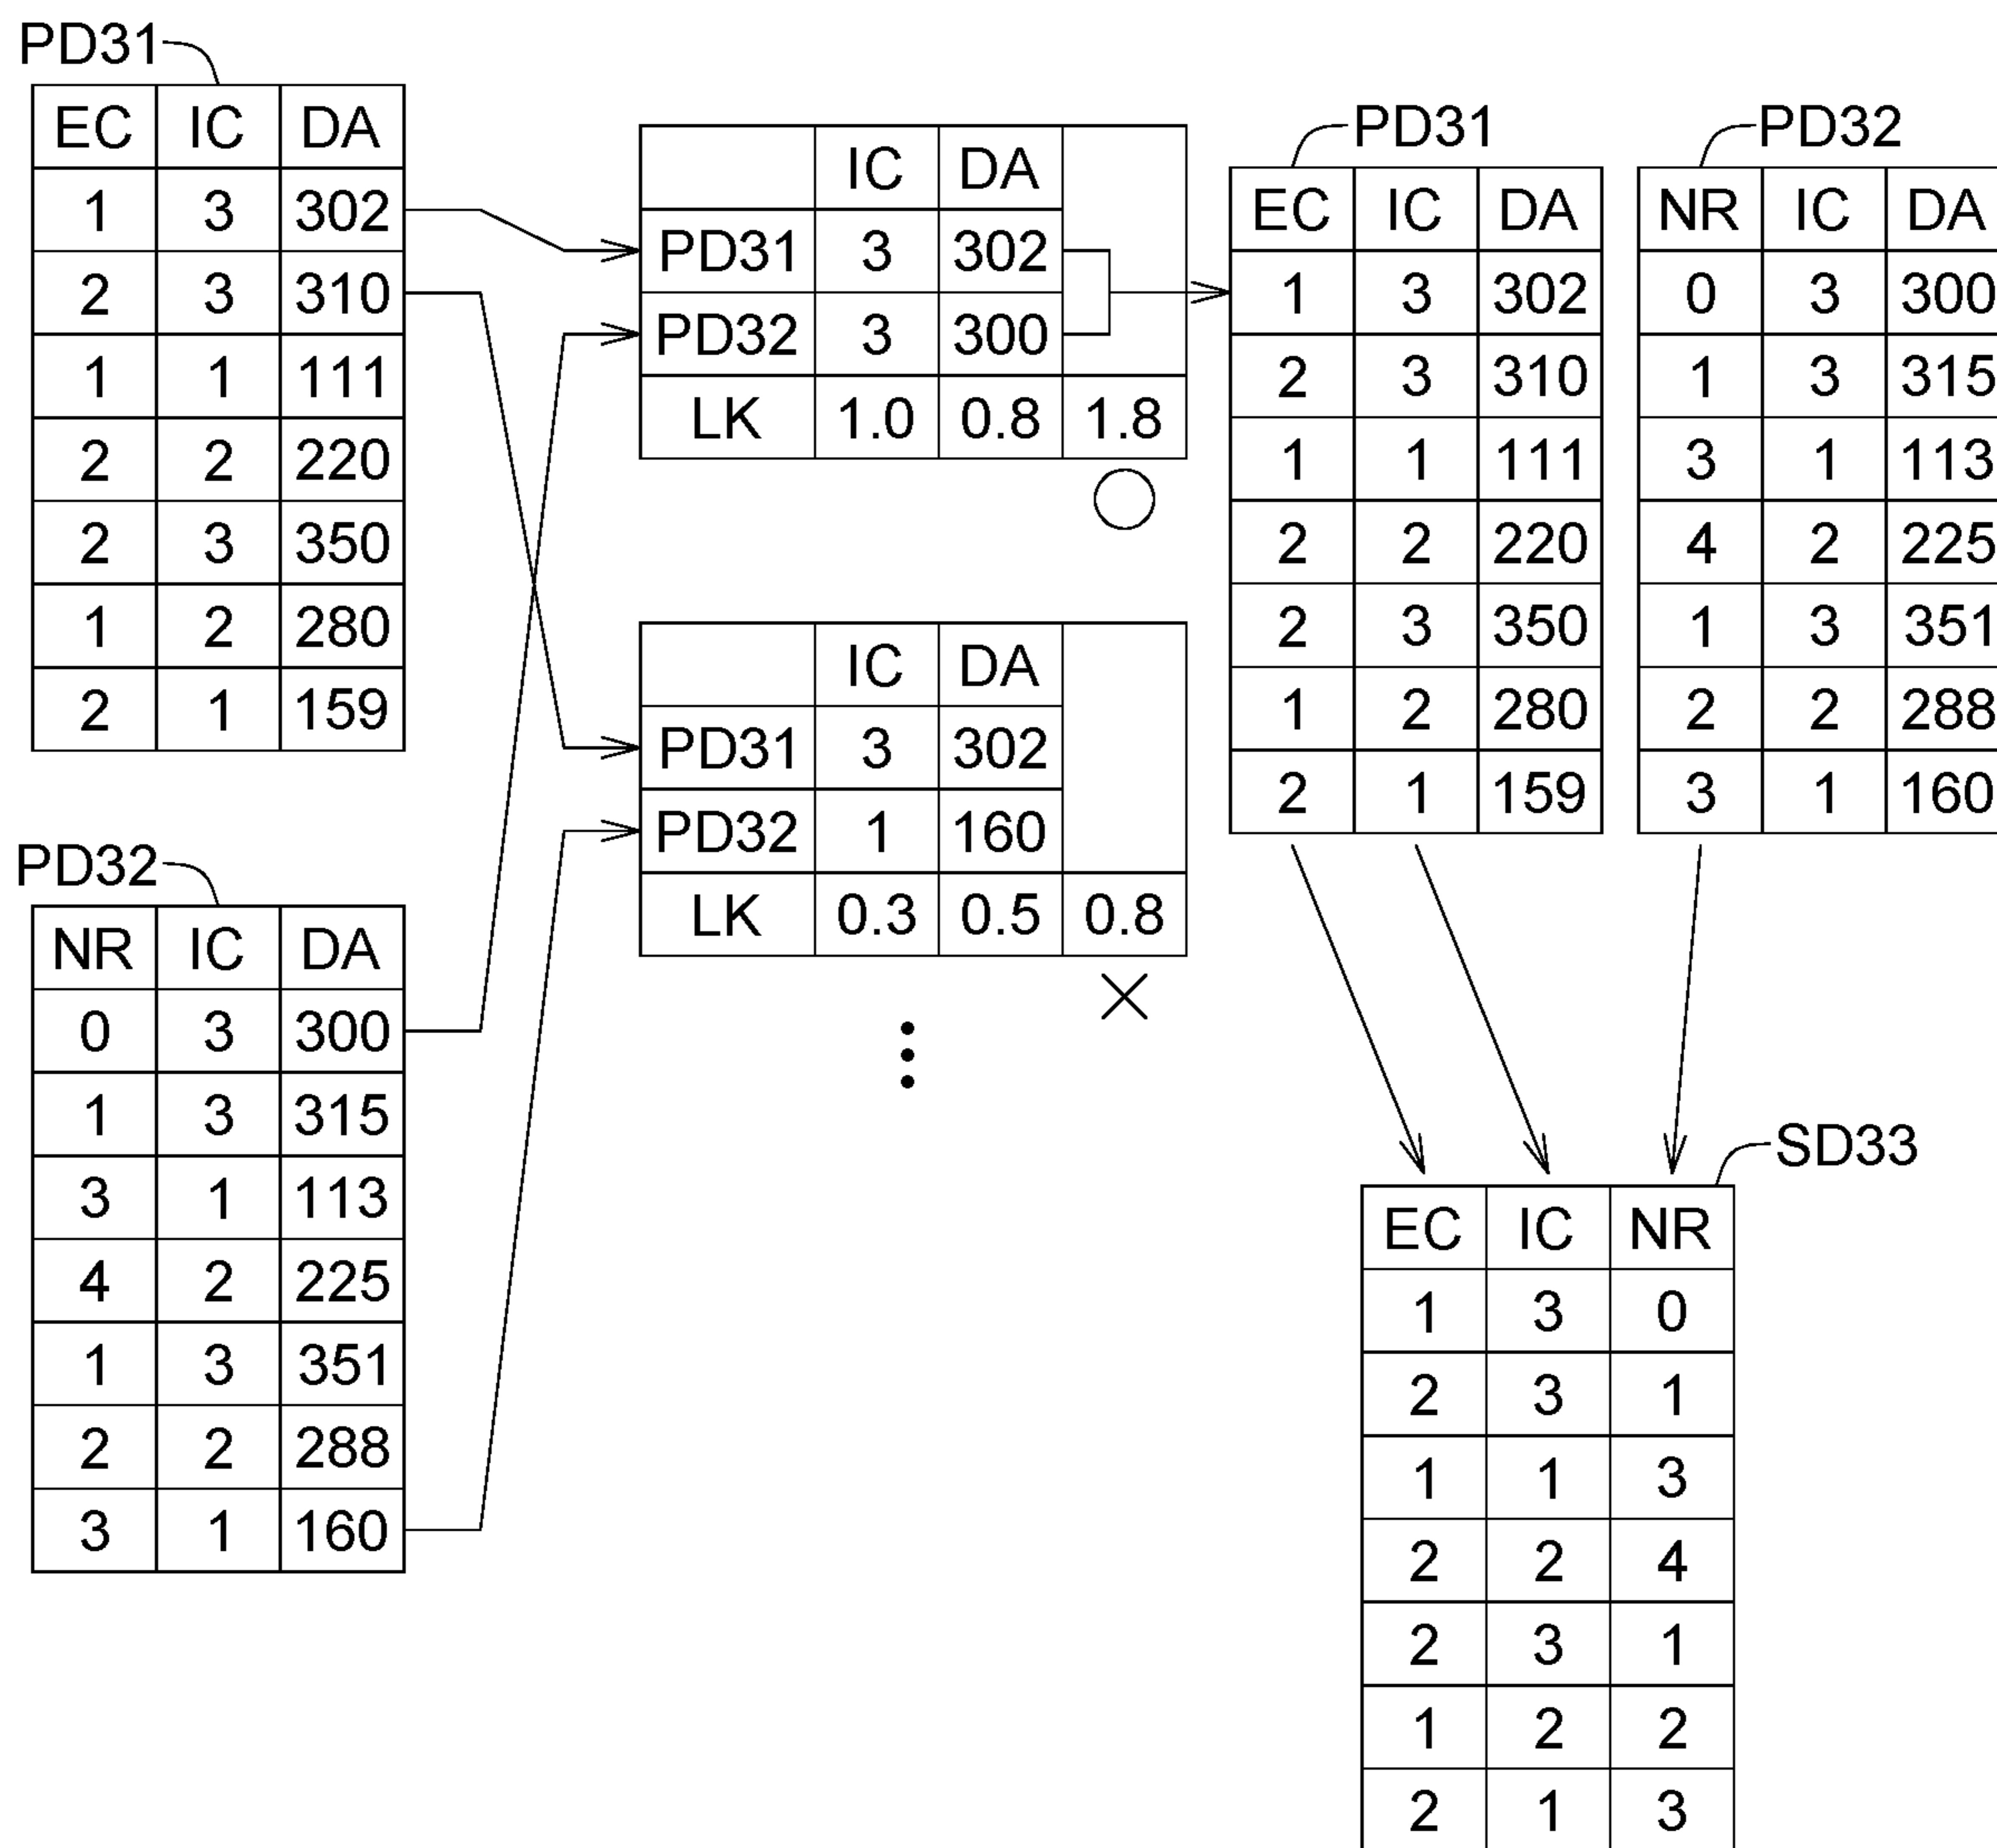 PD31
EC IC DA
1 3 302
2 3 310
1 1 111
2 2 220
2 3 350
1 2 280
2 1 159
PD32
NR IC DA
0 3 300
1 3 315
3 1 113
4 2 225
1 3 351
2 2 288
3 1 160
IC DA
PD31 3 302
PD32 3 300
LK 1.0 0.8 1.8
IC DA
PD31 3 302
PD32 1 160
LK 0.3 0.5 0.8
PD31
EC IC DA
1 3 302
2 3 310
1 1 111
2 2 220
2 3 350
1 2 280
2 1 159
PD32
NR IC DA
0 3 300
1 3 315
3 1 113
4 2 225
1 3 351
2 2 288
3 1 160
SD33
EC IC NR
1 3 0
2 3 1
1 1 3
2 2 4
2 3 1
1 2 2
2 1 3